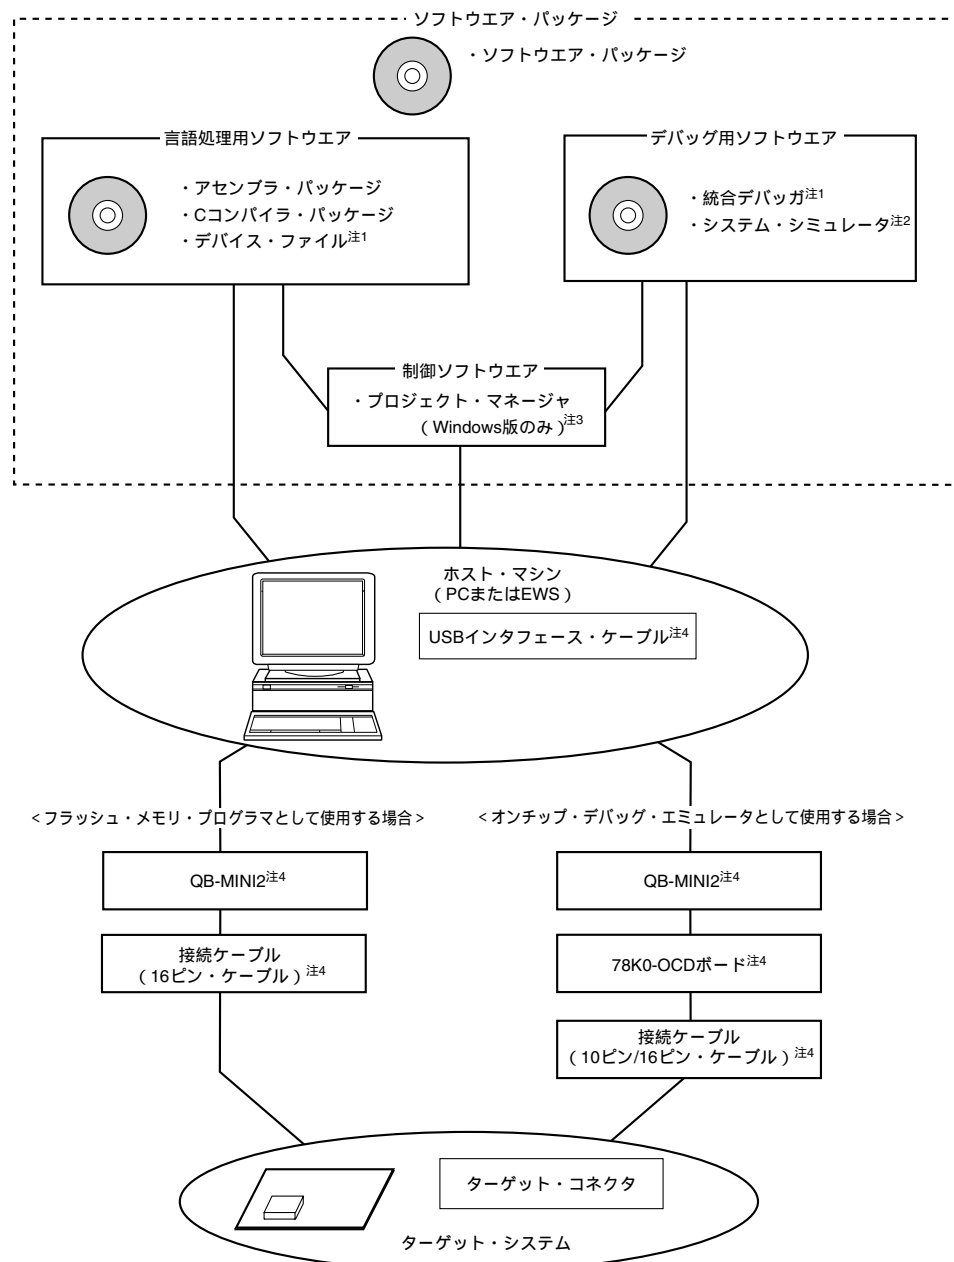 ソフトウエア・パッケージ
・ソフトウエア・パッケージ
言語処理用ソフトウエア
・アセンブラ・パッケージ
・Cコンパイラ・パッケージ
・デバイス・ファイル注1
デバッグ用ソフトウエア
・統合デバッガ注1
・システム・シミュレータ注2
制御ソフトウエア
・プロジェクト・マネージャ
（Windows版のみ）注3
ホスト・マシン
（PCまたはEWS）
USBインタフェース・ケーブル注4
＜フラッシュ・メモリ・プログラマとして使用する場合＞
＜オンチップ・デバッグ・エミュレータとして使用する場合＞
QB-MINI2注4
接続ケーブル
（16ピン・ケーブル）注4
QB-MINI2注4
78K0-OCDボード注4
接続ケーブル
（10ピン/16ピン・ケーブル）注4
ターゲット・コネクタ
ターゲット・システム